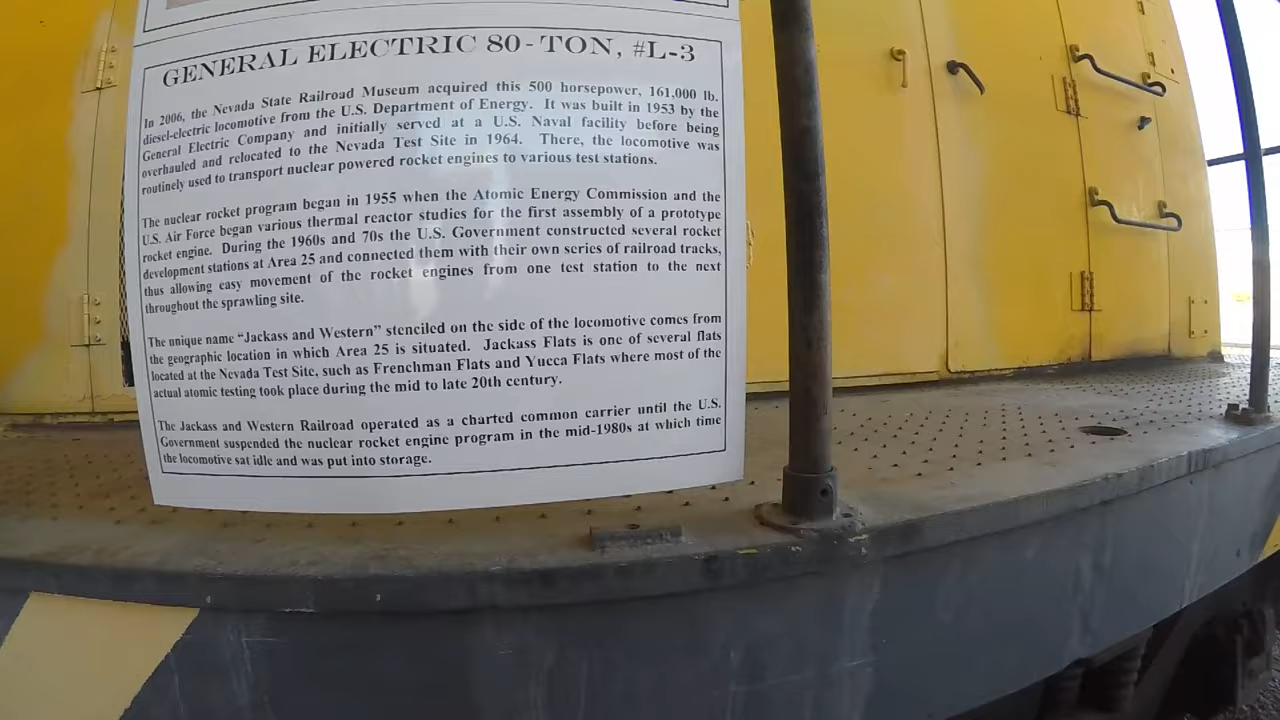 GENERAL ELECTRIC 80-TON, #L-3
In 2006, the Nevada State Railroad Museum acquired this 500 horsepower, 161,000 lb.
diesel-electric locomotive from the U.S. Department of Energy. It was built in 1953 by the
General Electric Company and initially served at a U.S. Naval facility before being
overhauled and relocated to the Nevada Test Site in 1964. There, the locomotive was
routinely used to transport nuclear powered rocket engines to various test stations.
The nuclear rocket program began in 1955 when the Atomic Energy Commission and the
U.S. Air Force began various thermal reactor studies for the first assembly of a prototype
rocket engine. During the 1960s and 70s the U.S. Government constructed several rocket
development stations at Area 25 and connected them with their own series of railroad tracks,
thus allowing easy movement of the rocket engines from one test station to the next
throughout the sprawling site.
The unique name “Jackass and Western” stenciled on the side of the locomotive comes from
the geographic location in which Area 25 is situated. Jackass Flats is one of several flats
located at the Nevada Test Site, such as Frenchman Flats and Yucca Flats where most of the
actual atomic testing took place during the mid to late 20th century.
The Jackass and Western Railroad operated as a charted common carrier until the U.S.
Government suspended the nuclear rocket engine program in the mid-1980s at which time
the locomotive sat idle and was put into storage.